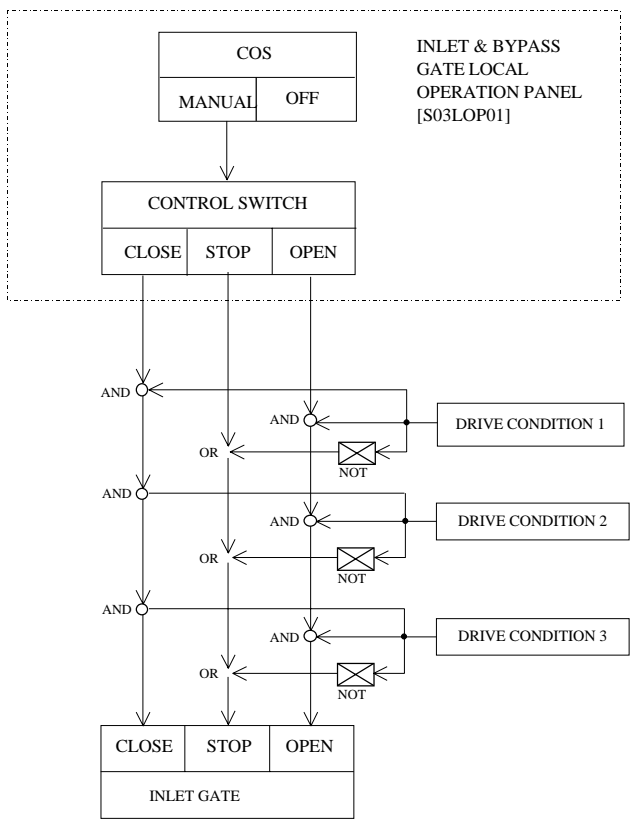 COS
MANUAL
OFF
INLET & BYPASS
GATE LOCAL
OPERATION PANEL
[S03LOP01]
CONTROL SWITCH
CLOSE
STOP
OPEN
AND
AND
DRIVE CONDITION 1
OR
NOT
AND
AND
DRIVE CONDITION 2
OR
NOT
AND
AND
DRIVE CONDITION 3
OR
NOT
CLOSE
STOP
OPEN
INLET GATE